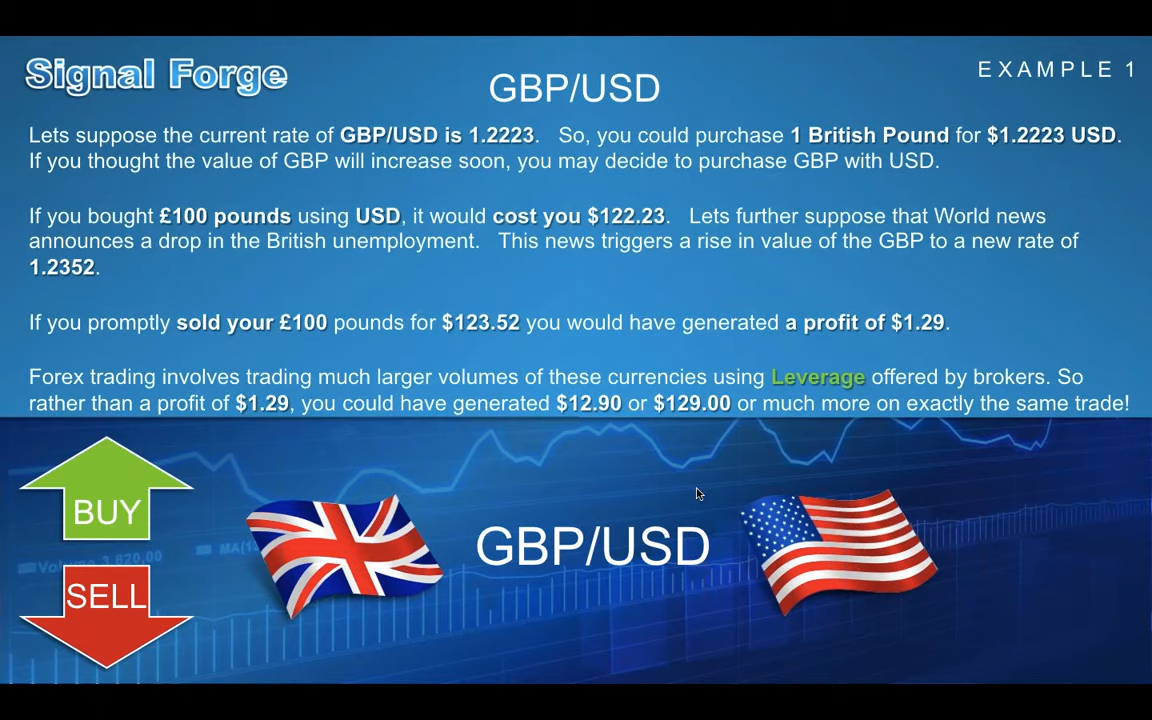 Signal Forge
EXAMPLE 1
GBP/USD
Lets suppose the current rate of GBP/USD is 1.2223. So, you could purchase 1 British Pound for $1.2223 USD.
If you thought the value of GBP will increase soon, you may decide to purchase GBP with USD.
If you bought £100 pounds using USD, it would cost you $122.23. Lets further suppose that World news
announces a drop in the British unemployment. This news triggers a rise in value of the GBP to a new rate of
1.2352.
If you promptly sold your £100 pounds for $123.52 you would have generated a profit of $1.29.
Forex trading involves trading much larger volumes of these currencies using Leverage offered by brokers. So
rather than a profit of $1.29, you could have generated $12.90 or $129.00 or much more on exactly the same trade!
BUY
GBP/USD
Volume 3,820.00
MA(1
SELL